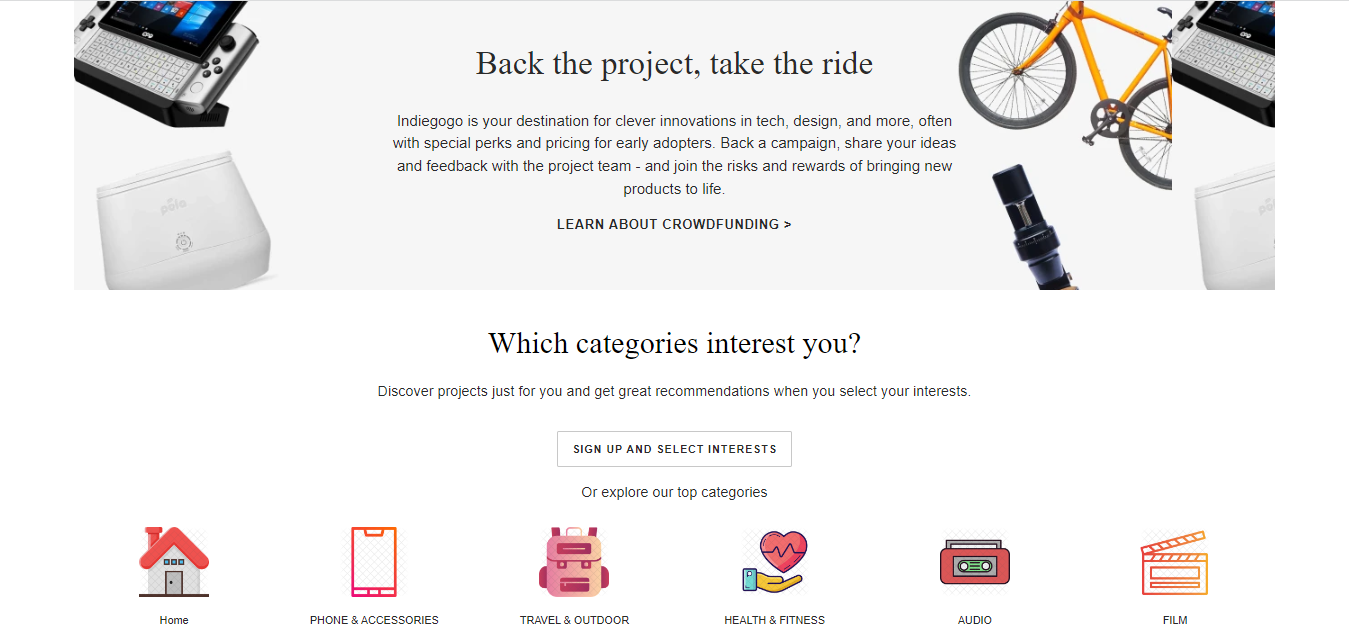 Back the project, take the ride
Indiegogo is your destination for clever innovations in tech, design, and more, often
with special perks and pricing for early adopters. Back a campaign, share your ideas
and feedback with the project team - and join the risks and rewards of bringing new
products to life.
LEARN ABOUT CROWDFUNDING >
polo
Which categories interest you?
Discover projects just for you and get great recommendations when you select your interests.
SIGN UP AND SELECT INTERESTS
Or explore our top categories
Home
PHONE & ACCESSORIES
TRAVEL & OUTDOOR
HEALTH & FITNESS
AUDIO
FILM